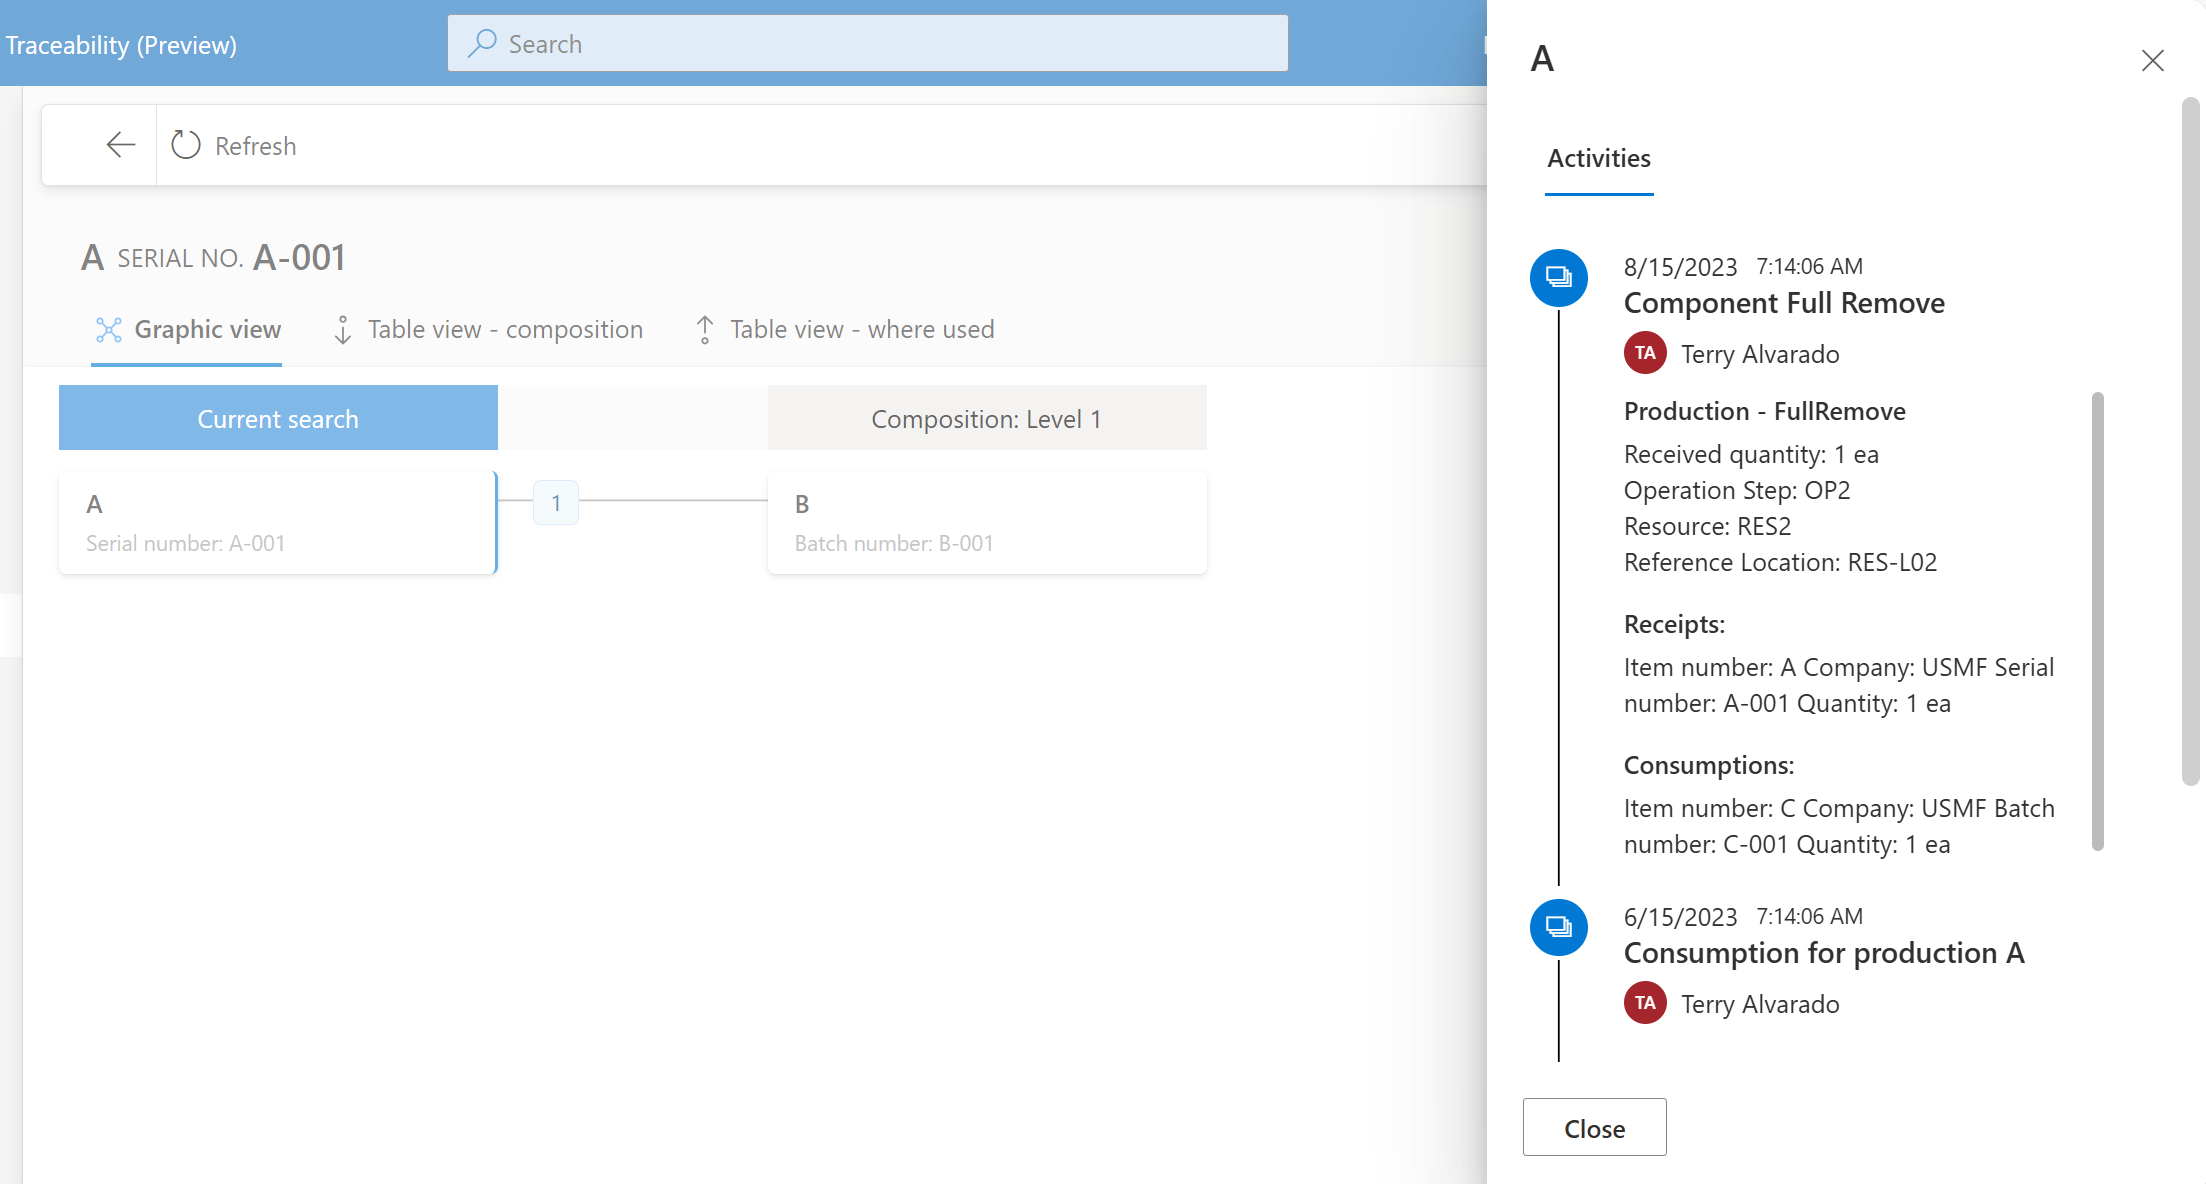 Traceability (Preview)
Search
Refresh
A SERIAL NO. A-001
Graphic view
Table view - composition
Table view - where used
Current search
Composition: Level 1
A
Serial number: A-001
1
B
Batch number: B-001
A
Activities
8/15/2023 7:14:06 AM
Component Full Remove
TA Terry Alvarado
Production - FullRemove
Received quantity: 1 ea
Operation Step: OP2
Resource: RES2
Reference Location: RES-L02
Receipts:
Item number: A Company: USMF Serial
number: A-001 Quantity: 1 ea
Consumptions:
Item number: C Company: USMF Batch
number: C-001 Quantity: 1 ea
6/15/2023 7:14:06 AM
Consumption for production A
TA Terry Alvarado
Close